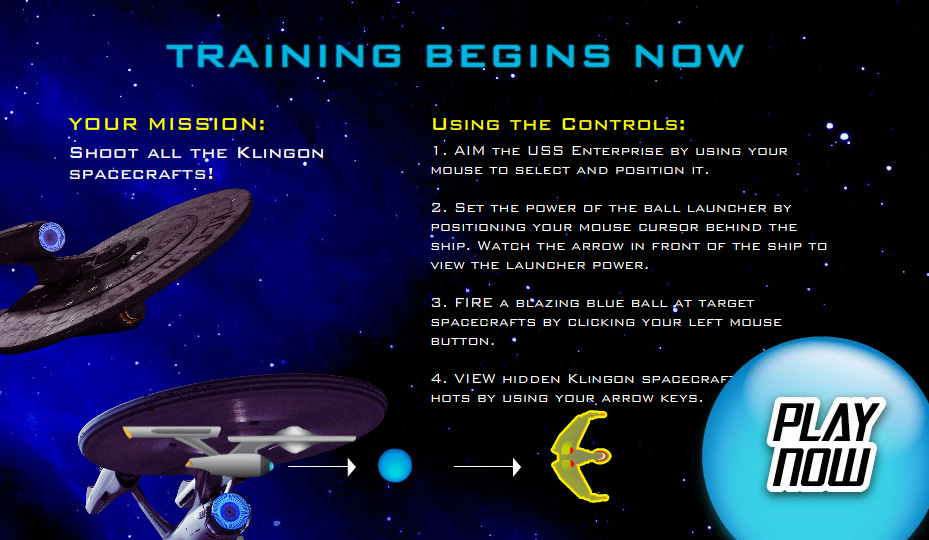 TRAINING BEGINS NOW
YOUR MISSION:
Shoot all the Klingon
spacecrafts!
Using the Controls:
1. AIM the USS Enterprise by using your
mouse to select and position it.
2. Set the power of the ball launcher by
positioning your mouse cursor behind the
ship. Watch the arrow in front of the ship to
view the launcher power.
3. FIRE a blazing blue ball at target
spacecrafts by clicking your left mouse
button.
4. VIEW hidden Klingon spacecraf
hots by using your arrow keys.
PLAY
NOW